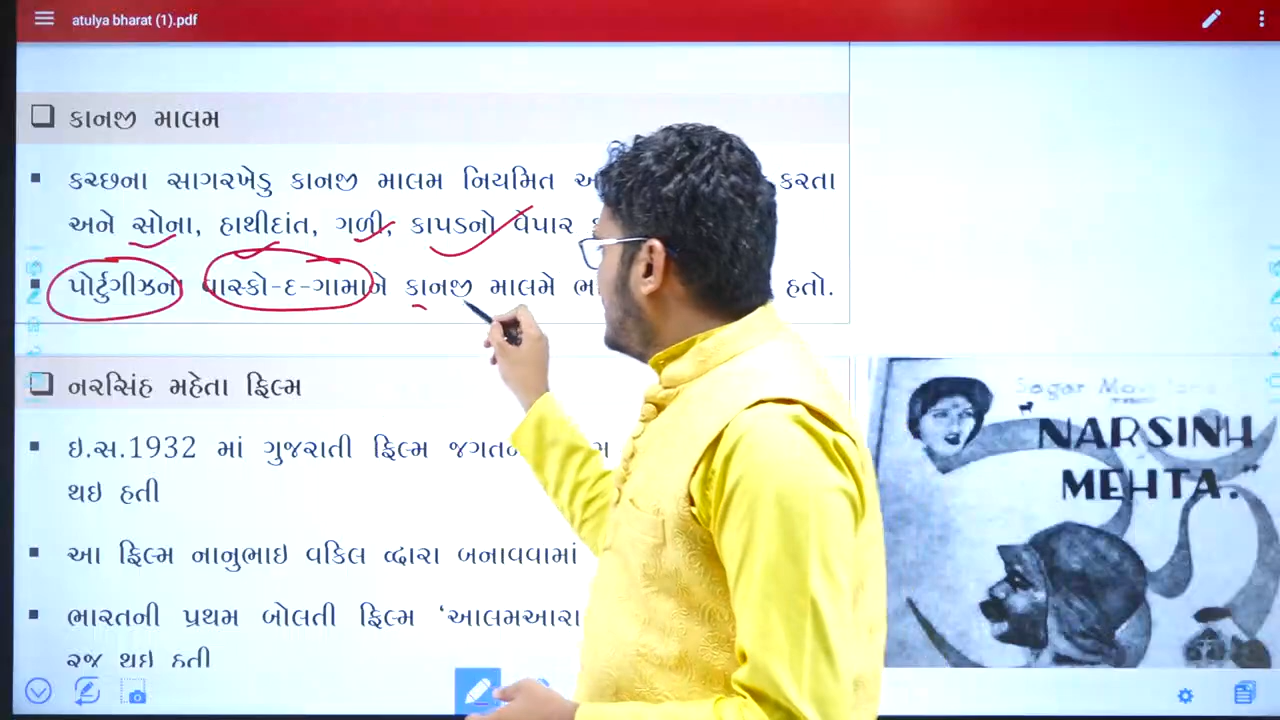 atulya bharat (1).pdf
કાનજી માલમ
કચ્છના સાગરખેડુ કાનજી માલમ નિયમિત કરતા
અને સોના, હાથીદાંત, ગળી, કાપડનો વેપાર
પોર્ટુગીઝના વાસ્કો-દ-ગામાને કાનજી માલમે હતો.
નરસિંહ મહેતા ફિલ્મ
ઇ.સ.1932 માં ગુજરાતી ફિલ્મ
થઇ હતી
આ ફિલ્મ નાનુભાઇ વકિલ દ્વારા બનાવવામાં
ભારતની પ્રથમ બોલતી ફિલ્મ ‘આલમઆરા
રજૂ થઇ હતી
NARSINH
MEHTA."